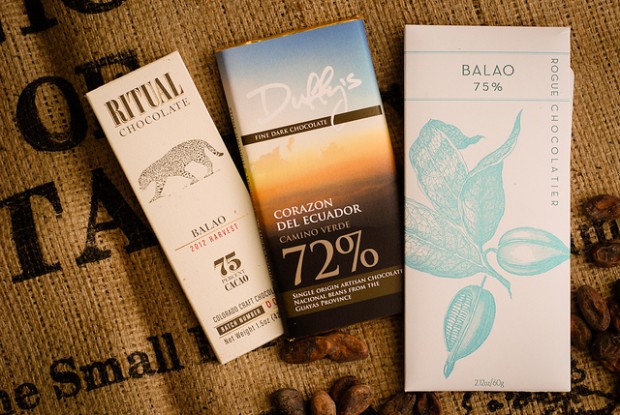 OF
TA
he Small
RITUAL
CHOCOLATE
BALAO
2012 HARVEST
75
PERCENT
CACAO
COLORADO CRAFT CHOCOL
BATCH NUMBER
Net Weight 1.5oz
Duffy's
FINE DARK CHOCOLATE
CORAZON
DEL ECUADOR
CAMINO VERDE
72%
SINGLE ORIGIN ARTISAN CHOCOLATE
NACIONAL BEANS FROM THE
GUAYAS PROVINCE
BALAO
75%
ROGUE CHOCOLATIER
2.12oz/60g